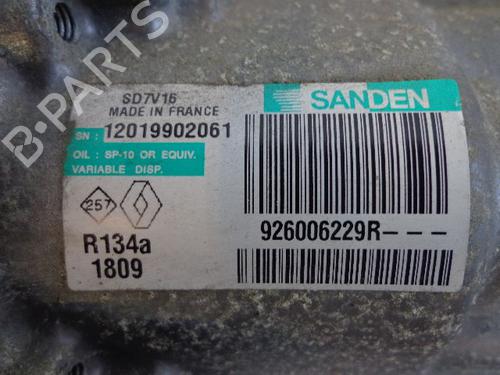 SD7V16
MADE IN FRANCE
SN : 12019902061
OIL : SP-10 OR EQUIV.
VARIABLE DISP.
SANDEN
257
R134a
1809
926006229R---
B-PARTS